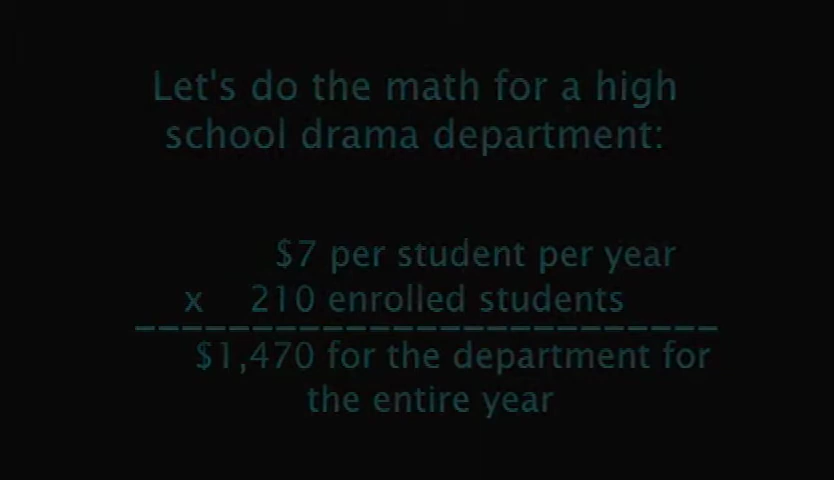 Let's do the math for a high
school drama department:
$7 per student per year
x 210 enrolled students
-------------------------
$1,470 for the department for
the entire year